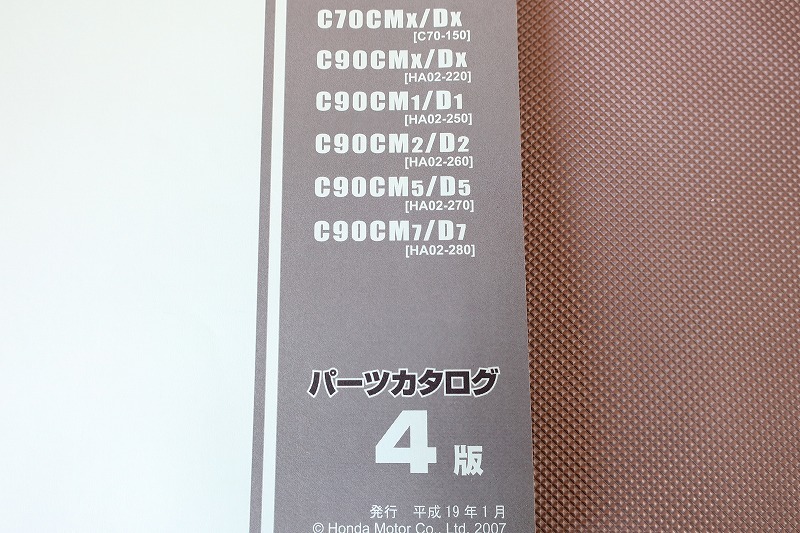 C70CMX/DX
[C70-150]
C90CMX/DX
[HA02-220]
C90CM1/D1
[HA02-250]
C90CM2/D2
[HA02-260]
C90CM5/D5
[HA02-270]
C90CM7/D7
[HA02-280]
パーツカタログ
4版
発行 平成19年1月
© Honda Motor Co., Ltd. 2007